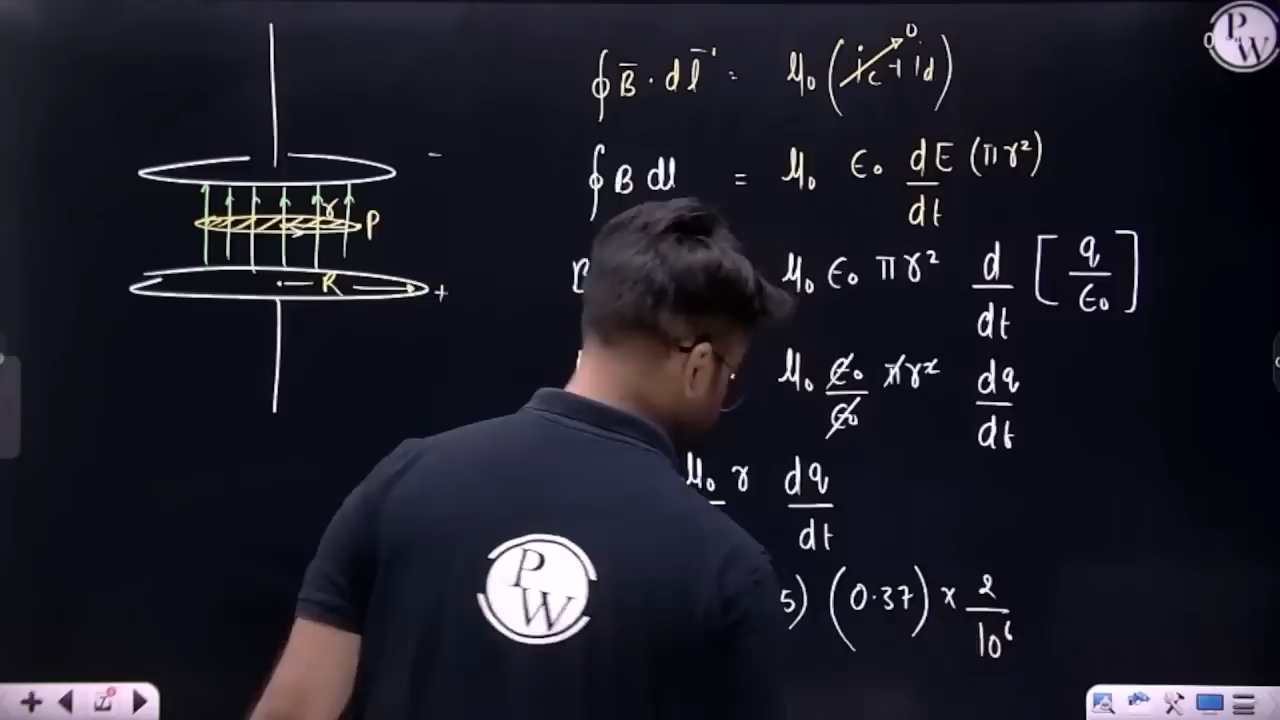 ∮ B̄ · dl̄ = μ₀ (i_c + i_d) 0
∮ B dl = μ₀ ε₀ dE/dt (πr²)
μ₀ ε₀ πr² d/dt [q/ε₀]
μ₀ ε₀/ε₀ πr² dq/dt
μ₀ r dq/dt
5) (0.37) × 2/10⁶
r
P
R
-
+
P
W
P
W